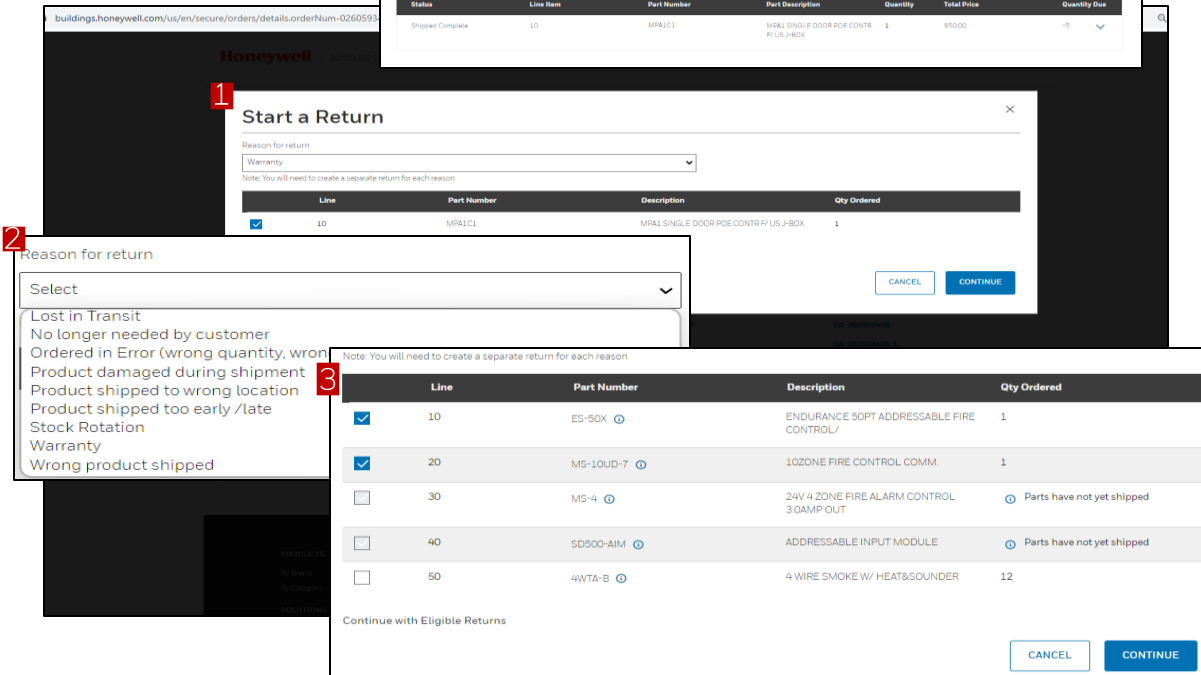 buildings.honeywell.com/us/en/secure/orders/details.orderNum-0260593
Status Line Item Part Number Part Description Quantity Total Price Quantity Due
Shipped Complete 10 MPA1C1 MPA1 SINGLE DOOR POE CONTR F/ US J-BOX 1 850.00 -5
Honeywell
1
Start a Return
Reason for return
Warranty
Note: You will need to create a separate return for each reason
Line Part Number Description Qty Ordered
10 MPA1C1 MPA1 SINGLE DOOR POE CONTR F/ US J-BOX 1
CANCEL CONTINUE
2
Reason for return
Select
Lost in Transit
No longer needed by customer
Ordered in Error (wrong quantity, wron
Product damaged during shipment
Product shipped to wrong location
Product shipped too early /late
Stock Rotation
Warranty
Wrong product shipped
3
Note: You will need to create a separate return for each reason
Line Part Number Description Qty Ordered
10 ES-50X ENDURANCE 50PT ADDRESSABLE FIRE CONTROL/ 1
20 MS-10UD-7 10ZONE FIRE CONTROL COMM. 1
30 MS-4 24V 4 ZONE FIRE ALARM CONTROL 3.0AMP OUT Parts have not yet shipped
40 SD500-AIM ADDRESSABLE INPUT MODULE Parts have not yet shipped
50 4WTA-B 4 WIRE SMOKE W/ HEAT&SOUNDER 12
Continue with Eligible Returns
CANCEL CONTINUE
PRODUCTS
By Brand
By Category
SOLUTIONS